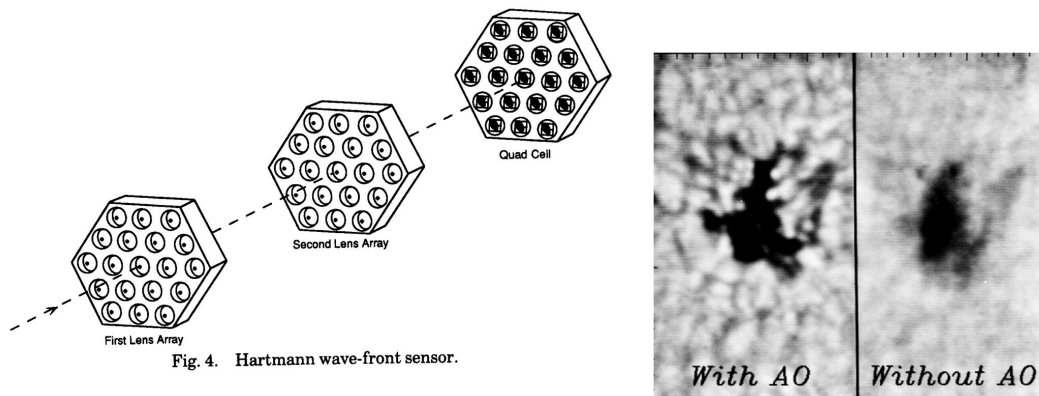 Quad Cell
Second Lens Array
First Lens Array
Fig. 4. Hartmann wave-front sensor.
With AO
Without AO